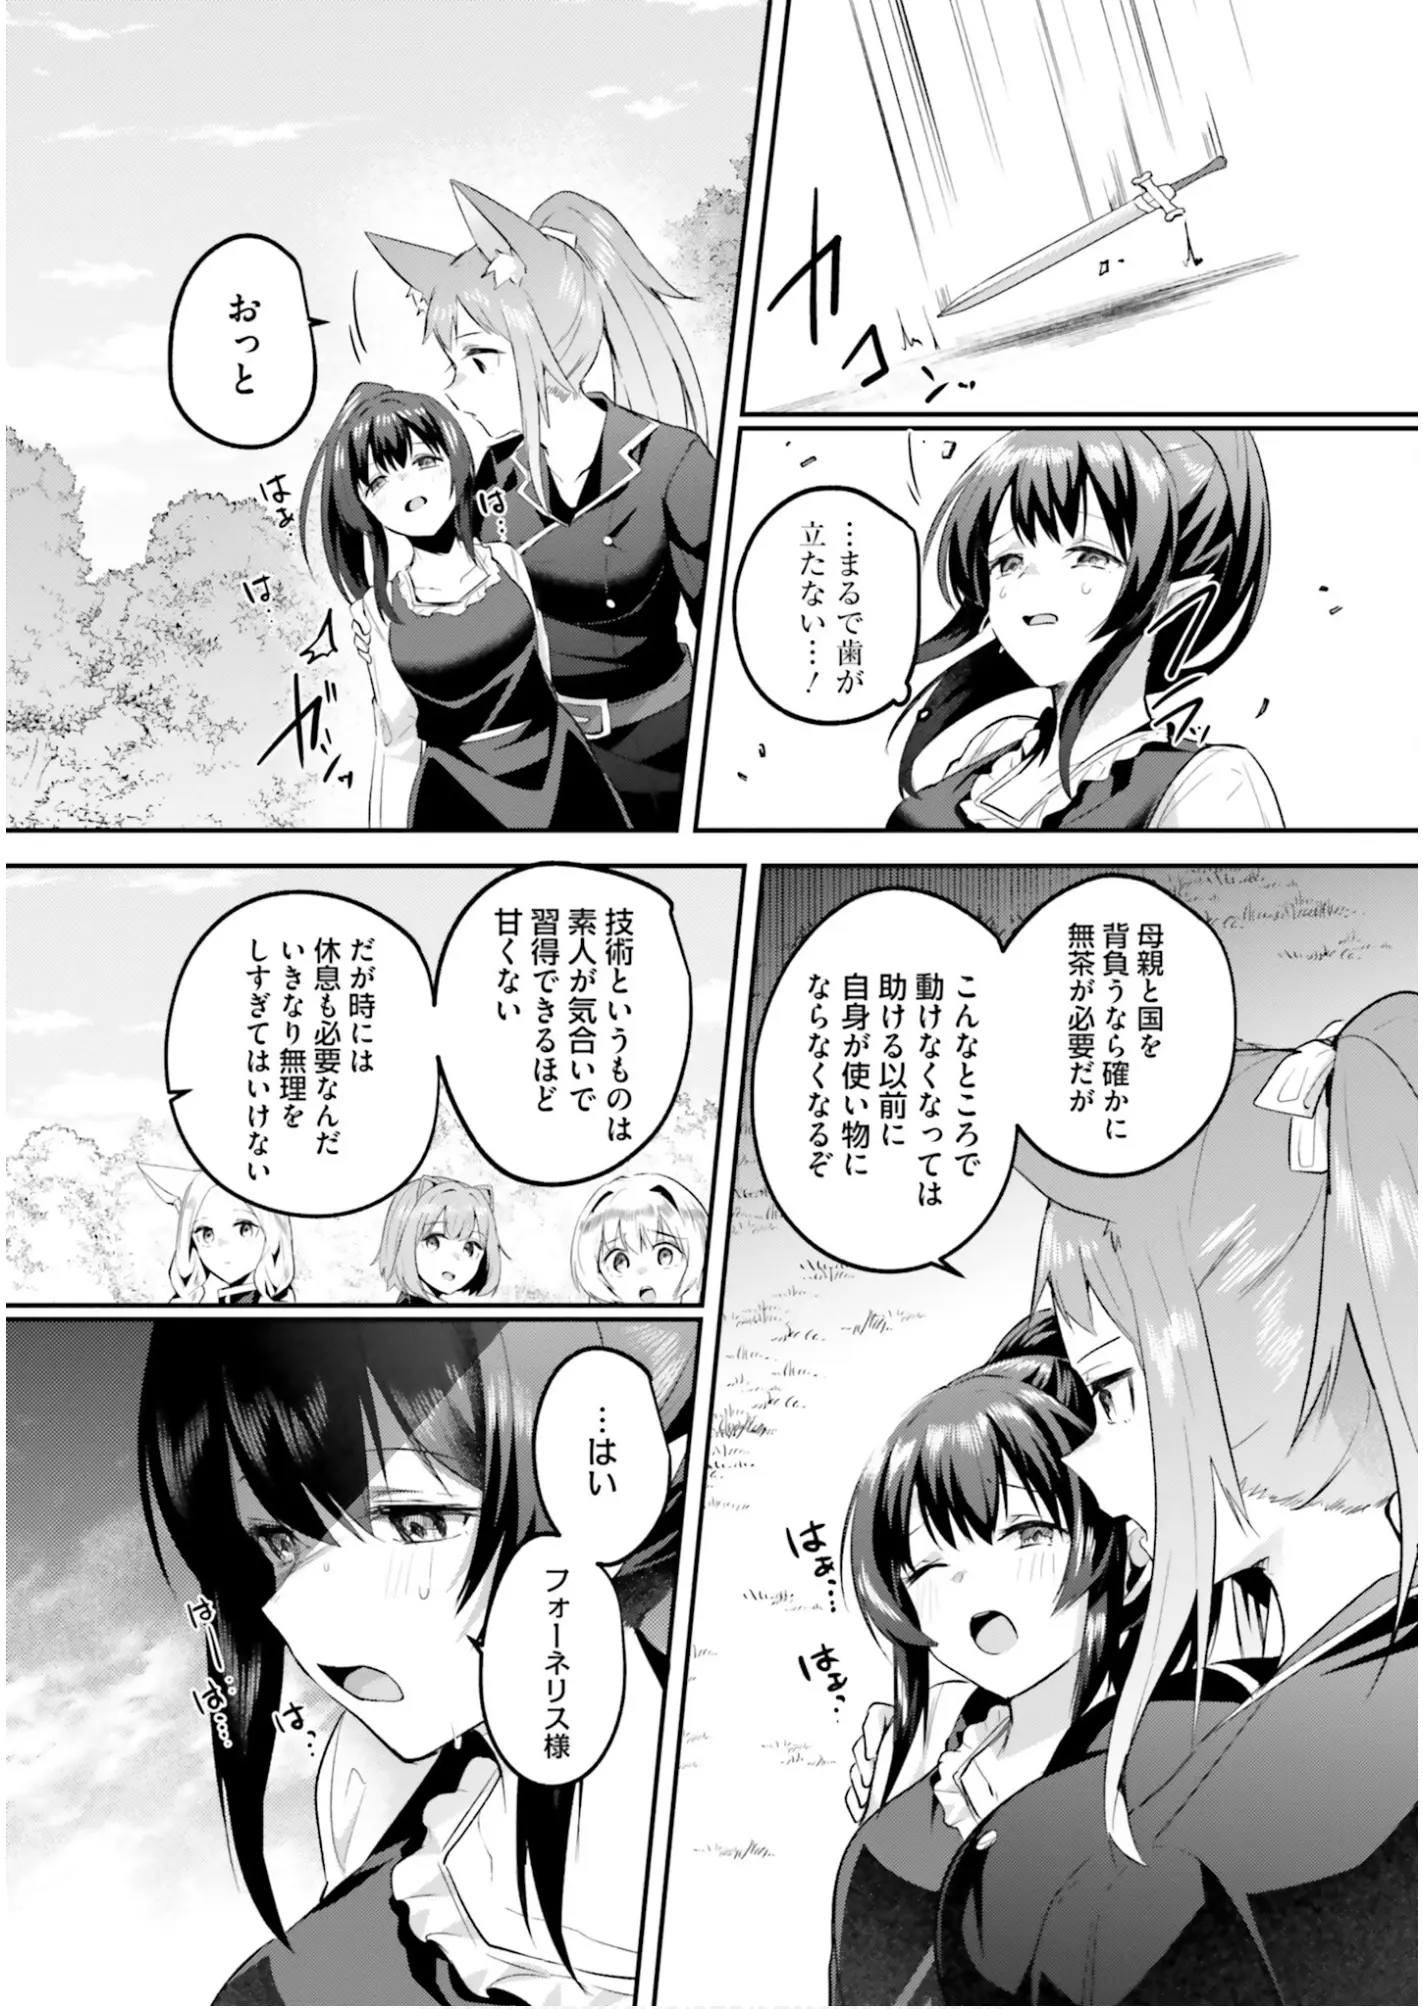 カコンッ
…まるで歯が
立たない…！
フラッ
おっと
はぁ…
は…
は…
ガシッ
母親と国を
背負うなら確かに
無茶が必要だが
こんなところで
動けなくなっては
助ける以前に
自身が使い物に
ならなくなるぞ
はぁ…
はぁ…
技術というものは
素人が気合いで
習得できるほど
甘くない
だが時には
休息も必要なんだ
いきなり無理を
しすぎてはいけない
…はい
フォーネリス様
はー…
は…
は…